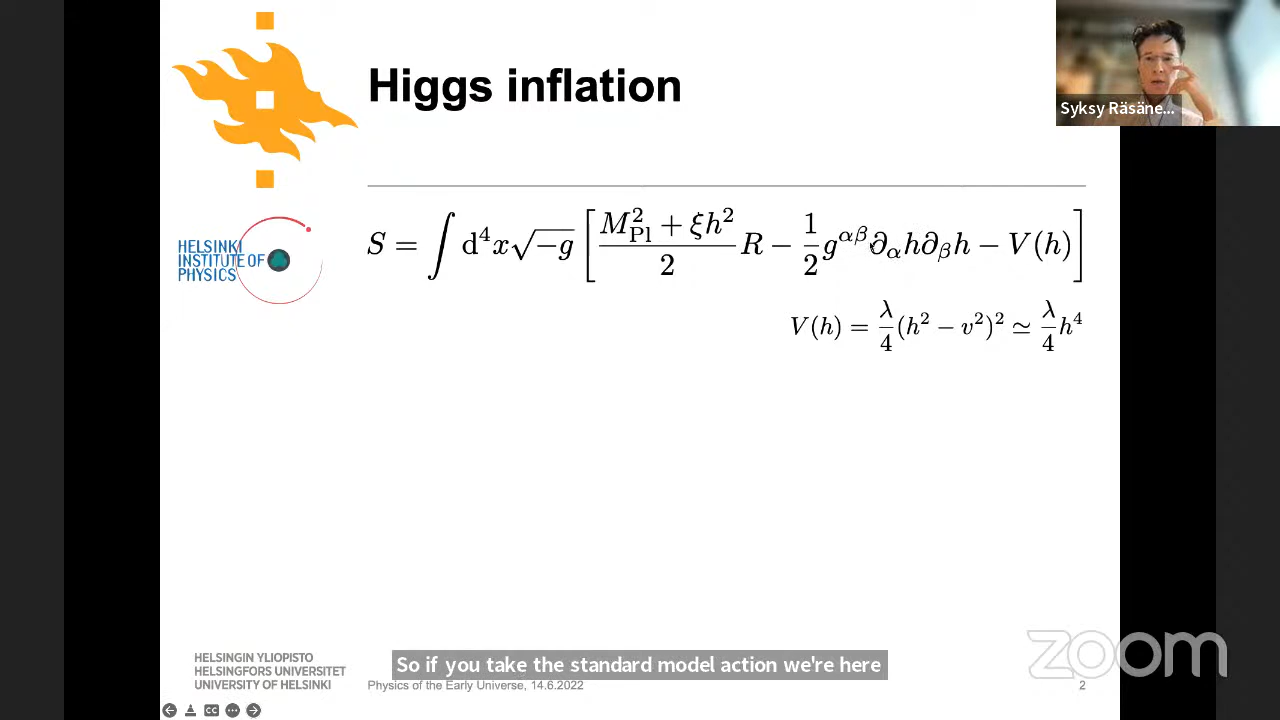 Higgs inflation
Syksy Räsäne...
S = ∫ d⁴x √−g [ (M²_Pl + ξh²)/2 R − 1/2 g^{αβ} ∂_α h ∂_β h − V(h) ]
HELSINKI
INSTITUTE OF
PHYSICS
V(h) = λ/4 (h² − v²)² ≃ λ/4 h⁴
HELSINGIN YLIOPISTO
HELSINGFORS UNIVERSITET
UNIVERSITY OF HELSINKI
So if you take the standard model action we're here
Physics of the Early Universe, 14.6.2022
2
zoom
CC